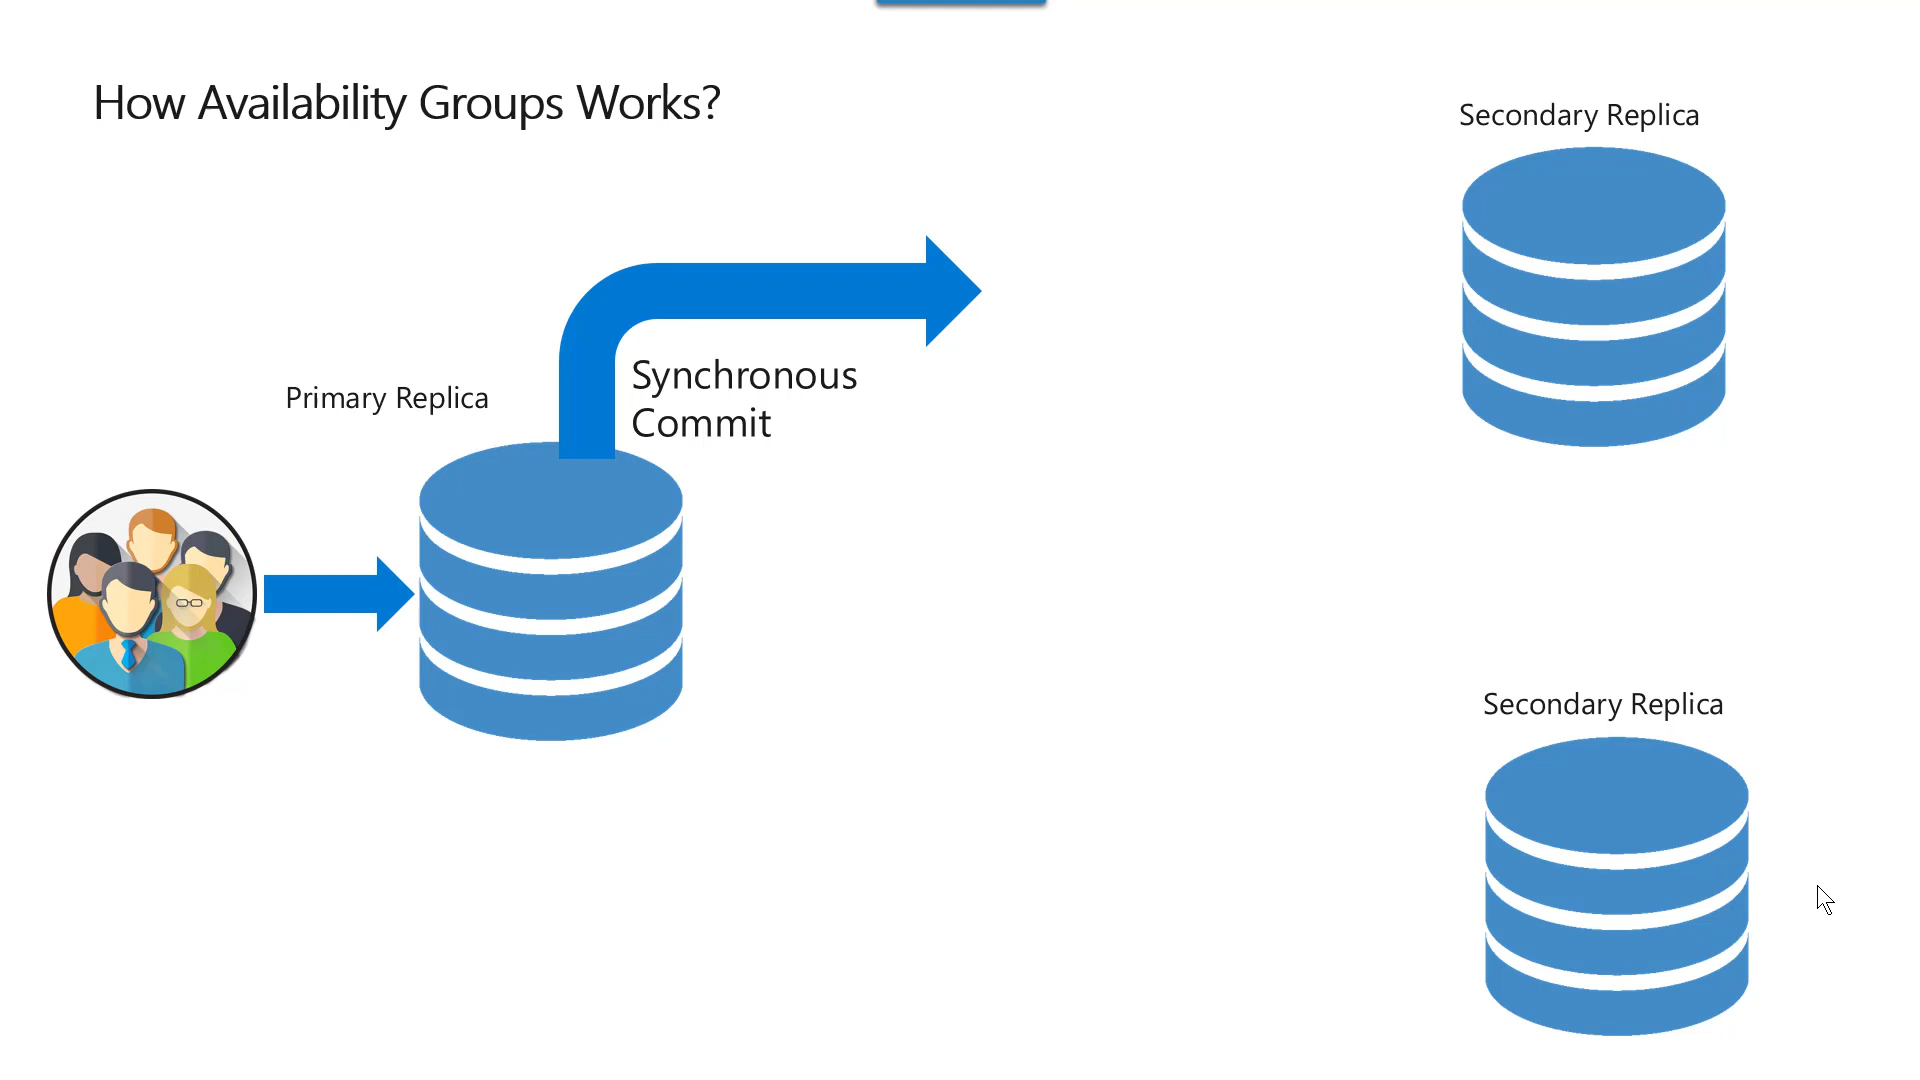 How Availability Groups Works?
Secondary Replica
Synchronous
Commit
Primary Replica
Secondary Replica